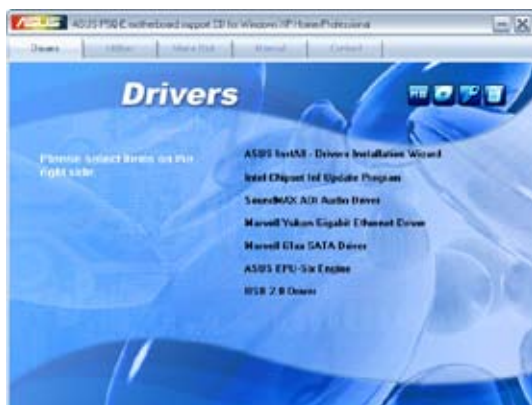 ASUS P5Q-E motherboard support CD for Windows XP Home/Professional
Drivers Utilities Make Disk Manual Contact
Drivers
Please select items on the right side.
ASUS InstAll - Drivers Installation Wizard
Intel Chipset Inf Update Program
SoundMAX ADI Audio Driver
Marvell Yukon Gigabit Ethernet Driver
Marvell 61xx SATA Driver
ASUS EPU-Six Engine
USB 2.0 Driver